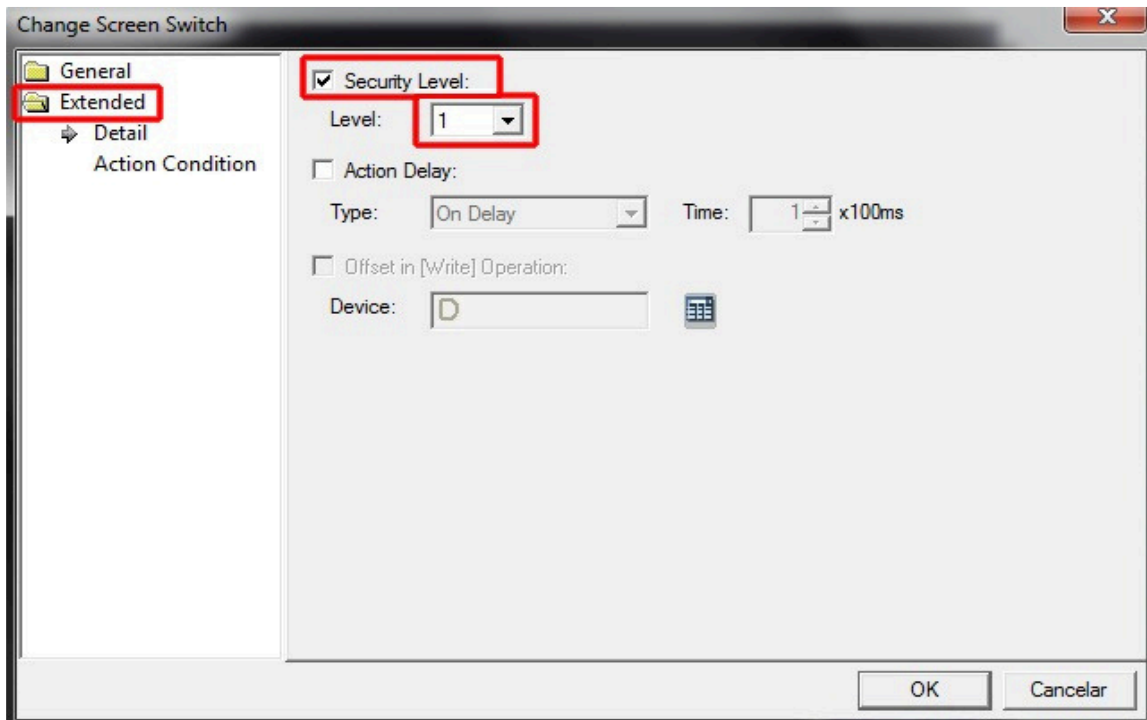 Change Screen Switch
General
Extended
Detail
Action Condition
Security Level:
Level: 1
Action Delay:
Type: On Delay Time: 1 x100ms
Offset in [Write] Operation:
Device: D
OK Cancelar